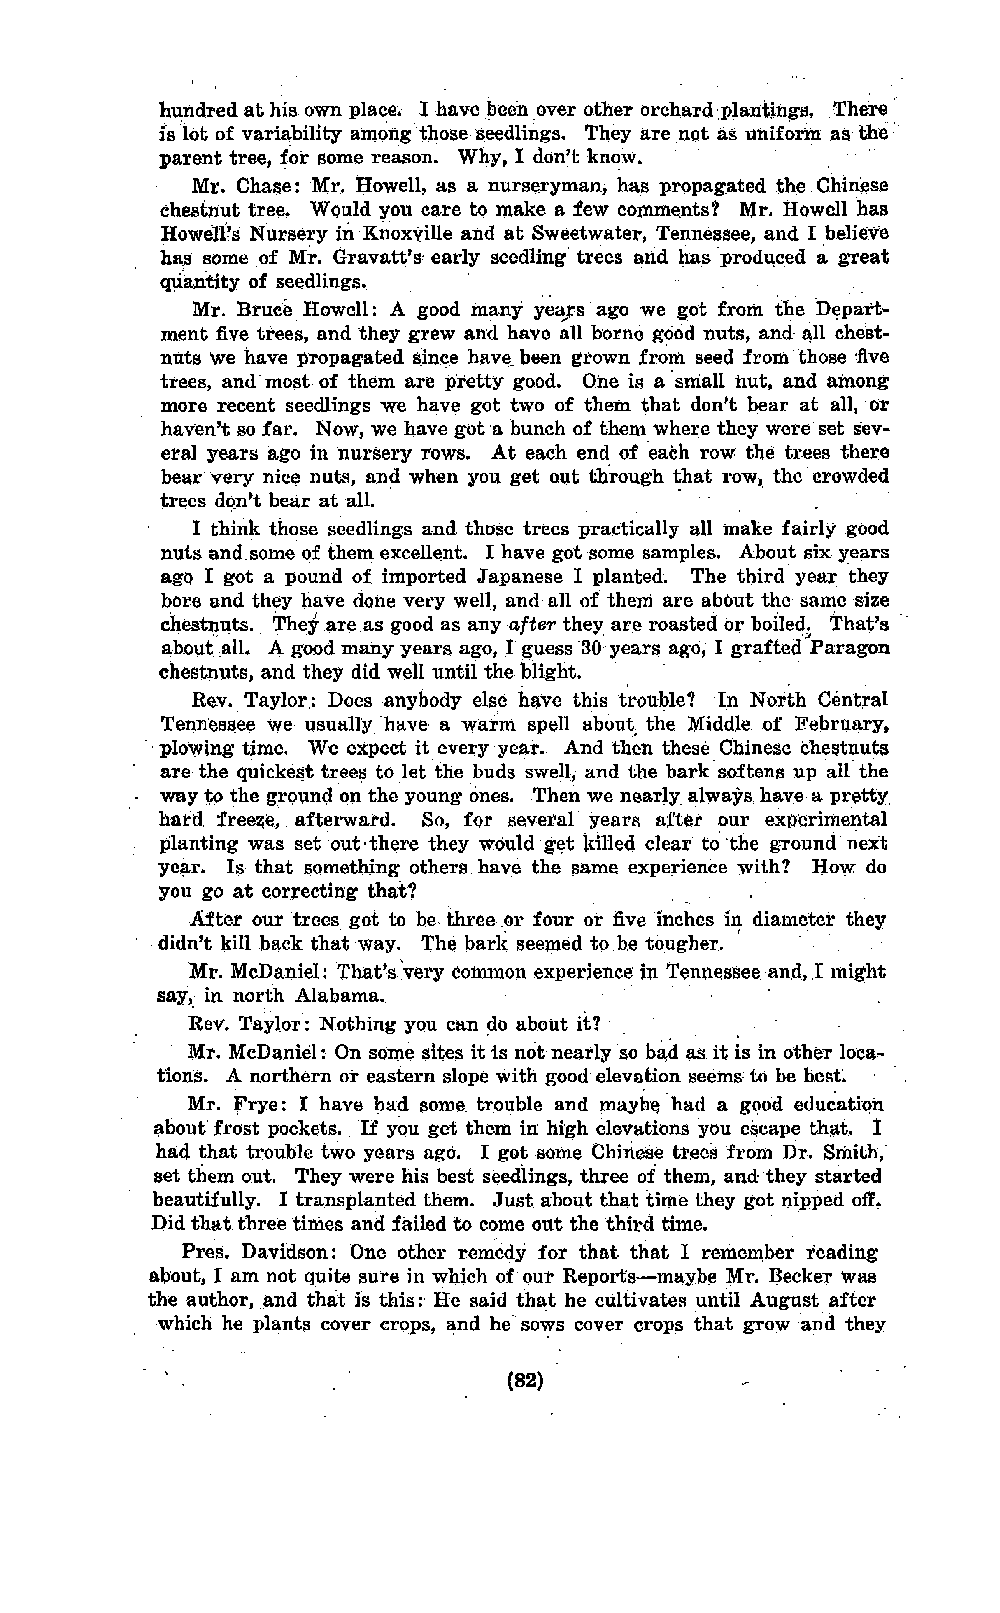 hundred at his own place. I have been over other orchard plantings. There
is lot of variability among those seedlings. They are not as uniform as the
parent tree, for some reason. Why, I don't know.
Mr. Chase: Mr. Howell, as a nurseryman, has propagated the Chinese
chestnut tree. Would you care to make a few comments? Mr. Howell has
Howell's Nursery in Knoxville and at Sweetwater, Tennessee, and I believe
has some of Mr. Gravatt's early seedling trees and has produced a great
quantity of seedlings.
Mr. Bruce Howell: A good many years ago we got from the Depart-
ment five trees, and they grew and have all borne good nuts, and all chest-
nuts we have propagated since have been grown from seed from those five
trees, and most of them are pretty good. One is a small nut, and among
more recent seedlings we have got two of them that don't bear at all, or
haven't so far. Now, we have got a bunch of them where they were set sev-
eral years ago in nursery rows. At each end of each row the trees there
bear very nice nuts, and when you get out through that row, the crowded
trees don't bear at all.
I think those seedlings and those trees practically all make fairly good
nuts and some of them excellent. I have got some samples. About six years
ago I got a pound of imported Japanese I planted. The third year they
bore and they have done very well, and all of them are about the same size
chestnuts. They are as good as any after they are roasted or boiled. That's
about all. A good many years ago, I guess 30 years ago, I grafted Paragon
chestnuts, and they did well until the blight.
Rev. Taylor: Does anybody else have this trouble? In North Central
Tennessee we usually have a warm spell about the Middle of February,
plowing time. We expect it every year. And then these Chinese chestnuts
are the quickest trees to let the buds swell, and the bark softens up all the
way to the ground on the young ones. Then we nearly always have a pretty
hard freeze, afterward. So, for several years after our experimental
planting was set out there they would get killed clear to the ground next
year. Is that something others have the same experience with? How do
you go at correcting that?
After our trees got to be three or four or five inches in diameter they
didn't kill back that way. The bark seemed to be tougher.
Mr. McDaniel: That's very common experience in Tennessee and, I might
say, in north Alabama.
Rev. Taylor: Nothing you can do about it?
Mr. McDaniel: On some sites it is not nearly so bad as it is in other loca-
tions. A northern or eastern slope with good elevation seems to be best.
Mr. Frye: I have had some trouble and maybe had a good education
about frost pockets. If you get them in high elevations you escape that. I
had that trouble two years ago. I got some Chinese trees from Dr. Smith,
set them out. They were his best seedlings, three of them, and they started
beautifully. I transplanted them. Just about that time they got nipped off.
Did that three times and failed to come out the third time.
Pres. Davidson: One other remedy for that that I remember reading
about, I am not quite sure in which of our Reports—maybe Mr. Becker was
the author, and that is this: He said that he cultivates until August after
which he plants cover crops, and he sows cover crops that grow and they
(82)